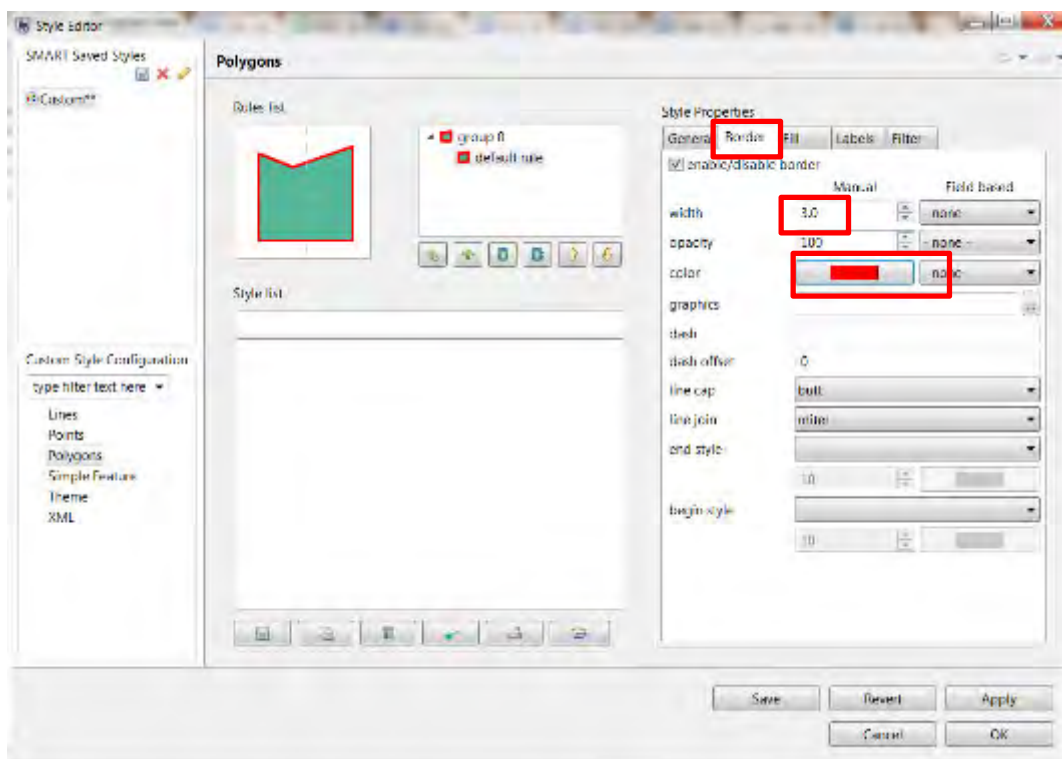 Style Editor
SMART Saved Styles
Custom**
Custom Style Configuration
type filter text here
Lines
Points
Polygons
Simple Feature
Theme
XML
Polygons
Rules list
group 0
default rule
Style list
Style Properties
General Border Fill Labels Filter
enable/disable border
Manual Field based
width 3.0 - none -
opacity 100 - none -
color - none -
graphics
dash
dash offset 0
line cap butt
line join miter
end style
10
begin style
10
Save Revert Apply
Cancel OK